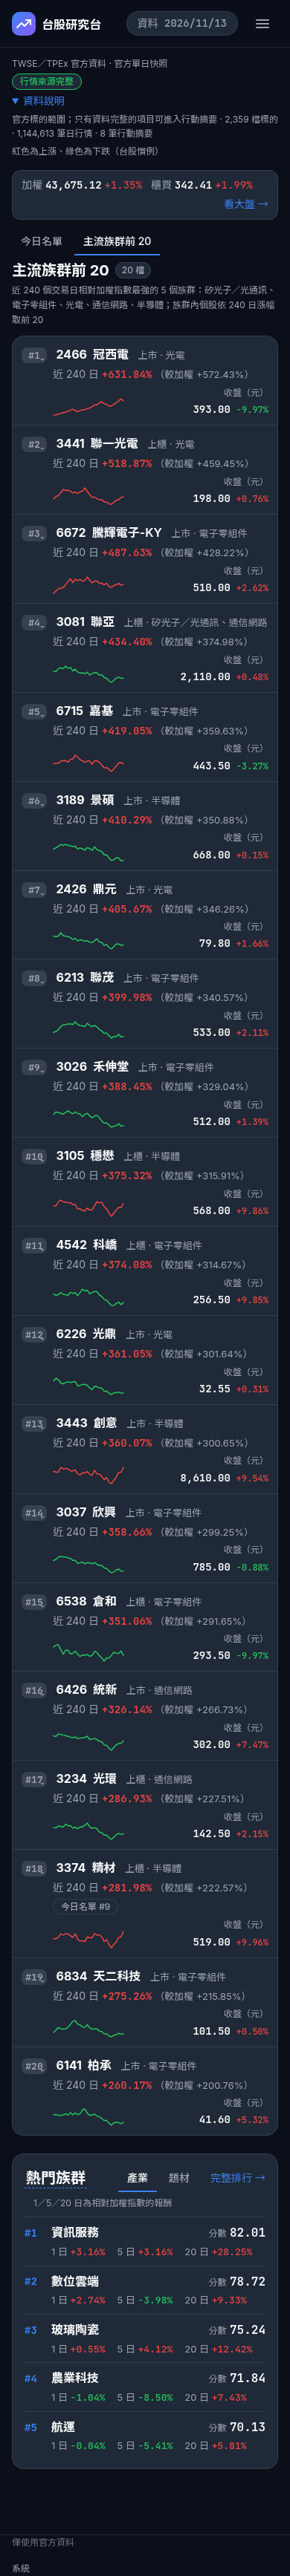 台股研究台
資料 2026/11/13
TWSE／TPEx 官方資料 · 官方單日快照
行情來源完整
▼ 資料說明
官方標的範圍；只有資料完整的項目可進入行動摘要 · 2,359 檔標的
· 1,144,613 筆日行情 · 8 筆行動摘要
紅色為上漲、綠色為下跌（台股慣例）
加權 43,675.12 +1.35% 櫃買 342.41 +1.99%
看大盤 →
今日名單 主流族群前 20
主流族群前 20 20 檔
近 240 個交易日相對加權指數最強的 5 個族群：矽光子／光通訊、
電子零組件、光電、通信網路、半導體；族群內個股依 240 日漲幅
取前 20
#1 2466 冠西電 上市 · 光電
近 240 日 +631.84% （較加權 +572.43%）
收盤（元）
393.00 -9.97%
#2 3441 聯一光電 上櫃 · 光電
近 240 日 +518.87% （較加權 +459.45%）
收盤（元）
198.00 +0.76%
#3 6672 騰輝電子-KY 上市 · 電子零組件
近 240 日 +487.63% （較加權 +428.22%）
收盤（元）
510.00 +2.62%
#4 3081 聯亞 上櫃 · 矽光子／光通訊、通信網路
近 240 日 +434.40% （較加權 +374.98%）
收盤（元）
2,110.00 +0.48%
#5 6715 嘉基 上市 · 電子零組件
近 240 日 +419.05% （較加權 +359.63%）
收盤（元）
443.50 -3.27%
#6 3189 景碩 上市 · 半導體
近 240 日 +410.29% （較加權 +350.88%）
收盤（元）
668.00 +0.15%
#7 2426 鼎元 上市 · 光電
近 240 日 +405.67% （較加權 +346.26%）
收盤（元）
79.80 +1.66%
#8 6213 聯茂 上市 · 電子零組件
近 240 日 +399.98% （較加權 +340.57%）
收盤（元）
533.00 +2.11%
#9 3026 禾伸堂 上市 · 電子零組件
近 240 日 +388.45% （較加權 +329.04%）
收盤（元）
512.00 +1.39%
#10 3105 穩懋 上櫃 · 半導體
近 240 日 +375.32% （較加權 +315.91%）
收盤（元）
568.00 +9.86%
#11 4542 科嶠 上櫃 · 電子零組件
近 240 日 +374.08% （較加權 +314.67%）
收盤（元）
256.50 +9.85%
#12 6226 光鼎 上市 · 光電
近 240 日 +361.05% （較加權 +301.64%）
收盤（元）
32.55 +0.31%
#13 3443 創意 上市 · 半導體
近 240 日 +360.07% （較加權 +300.65%）
收盤（元）
8,610.00 +9.54%
#14 3037 欣興 上市 · 電子零組件
近 240 日 +358.66% （較加權 +299.25%）
收盤（元）
785.00 -0.88%
#15 6538 倉和 上櫃 · 電子零組件
近 240 日 +351.06% （較加權 +291.65%）
收盤（元）
293.50 -9.97%
#16 6426 統新 上市 · 通信網路
近 240 日 +326.14% （較加權 +266.73%）
收盤（元）
302.00 +7.47%
#17 3234 光環 上櫃 · 通信網路
近 240 日 +286.93% （較加權 +227.51%）
收盤（元）
142.50 +2.15%
#18 3374 精材 上櫃 · 半導體
近 240 日 +281.98% （較加權 +222.57%）
今日名單 #9
收盤（元）
519.00 +9.96%
#19 6834 天二科技 上市 · 電子零組件
近 240 日 +275.26% （較加權 +215.85%）
收盤（元）
101.50 +0.50%
#20 6141 柏承 上市 · 電子零組件
近 240 日 +260.17% （較加權 +200.76%）
收盤（元）
41.60 +5.32%
熱門族群 產業 題材 完整排行 →
1／5／20 日為相對加權指數的報酬
#1 資訊服務 分數 82.01
1 日 +3.16% 5 日 +3.16% 20 日 +28.25%
#2 數位雲端 分數 78.72
1 日 +2.74% 5 日 -3.98% 20 日 +9.33%
#3 玻璃陶瓷 分數 75.24
1 日 +0.55% 5 日 +4.12% 20 日 +12.42%
#4 農業科技 分數 71.84
1 日 -1.04% 5 日 -8.50% 20 日 +7.43%
#5 航運 分數 70.13
1 日 -0.04% 5 日 -5.41% 20 日 +5.81%
僅使用官方資料
系統